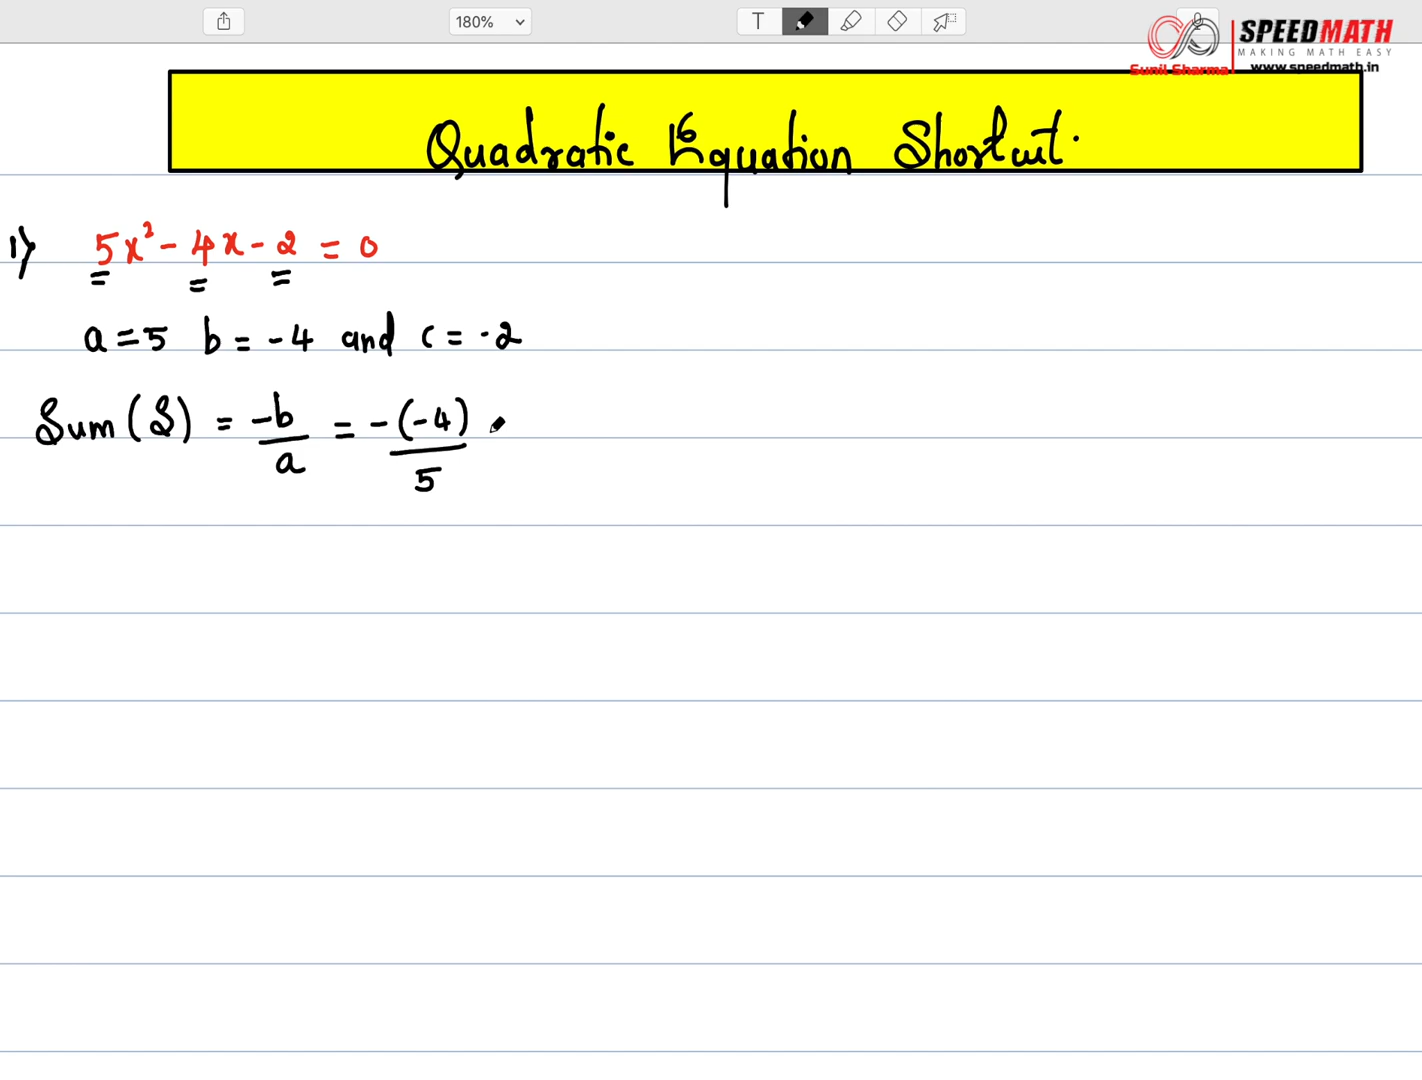 180%
T
SPEEDMATH
MAKING MATH EASY
Sunil Sharma
www.speedmath.in
Quadratic Equation Shortcut.
1) 5x² - 4x - 2 = 0
a = 5 b = -4 and c = -2
Sum (S) = -b/a = -(-4)/5